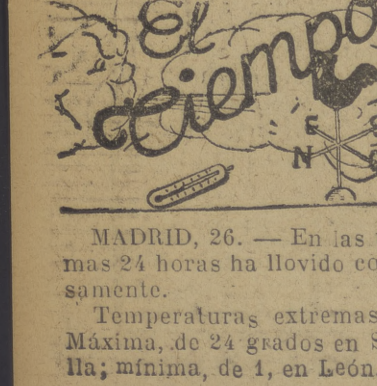 El
Tiempo
E
N
MADRID, 26. — En las
mas 24 horas ha llovido co
samente.
Temperaturas extremas
Máxima, de 24 grados en S
lla; mínima, de 1, en León.